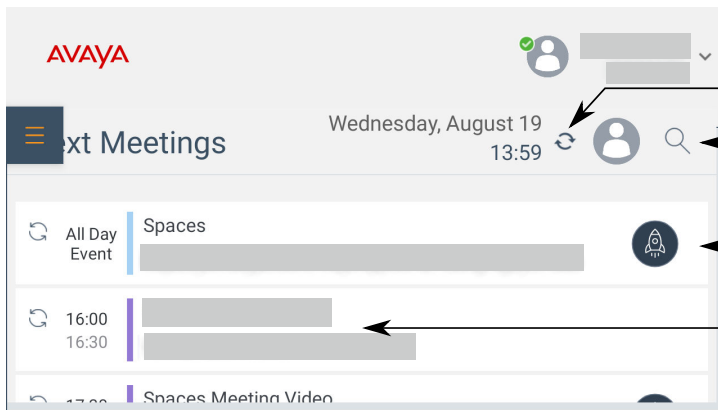 AVAYA
ext Meetings
Wednesday, August 19
13:59
All Day
Event
Spaces
16:00
16:30
Spaces Meeting Video